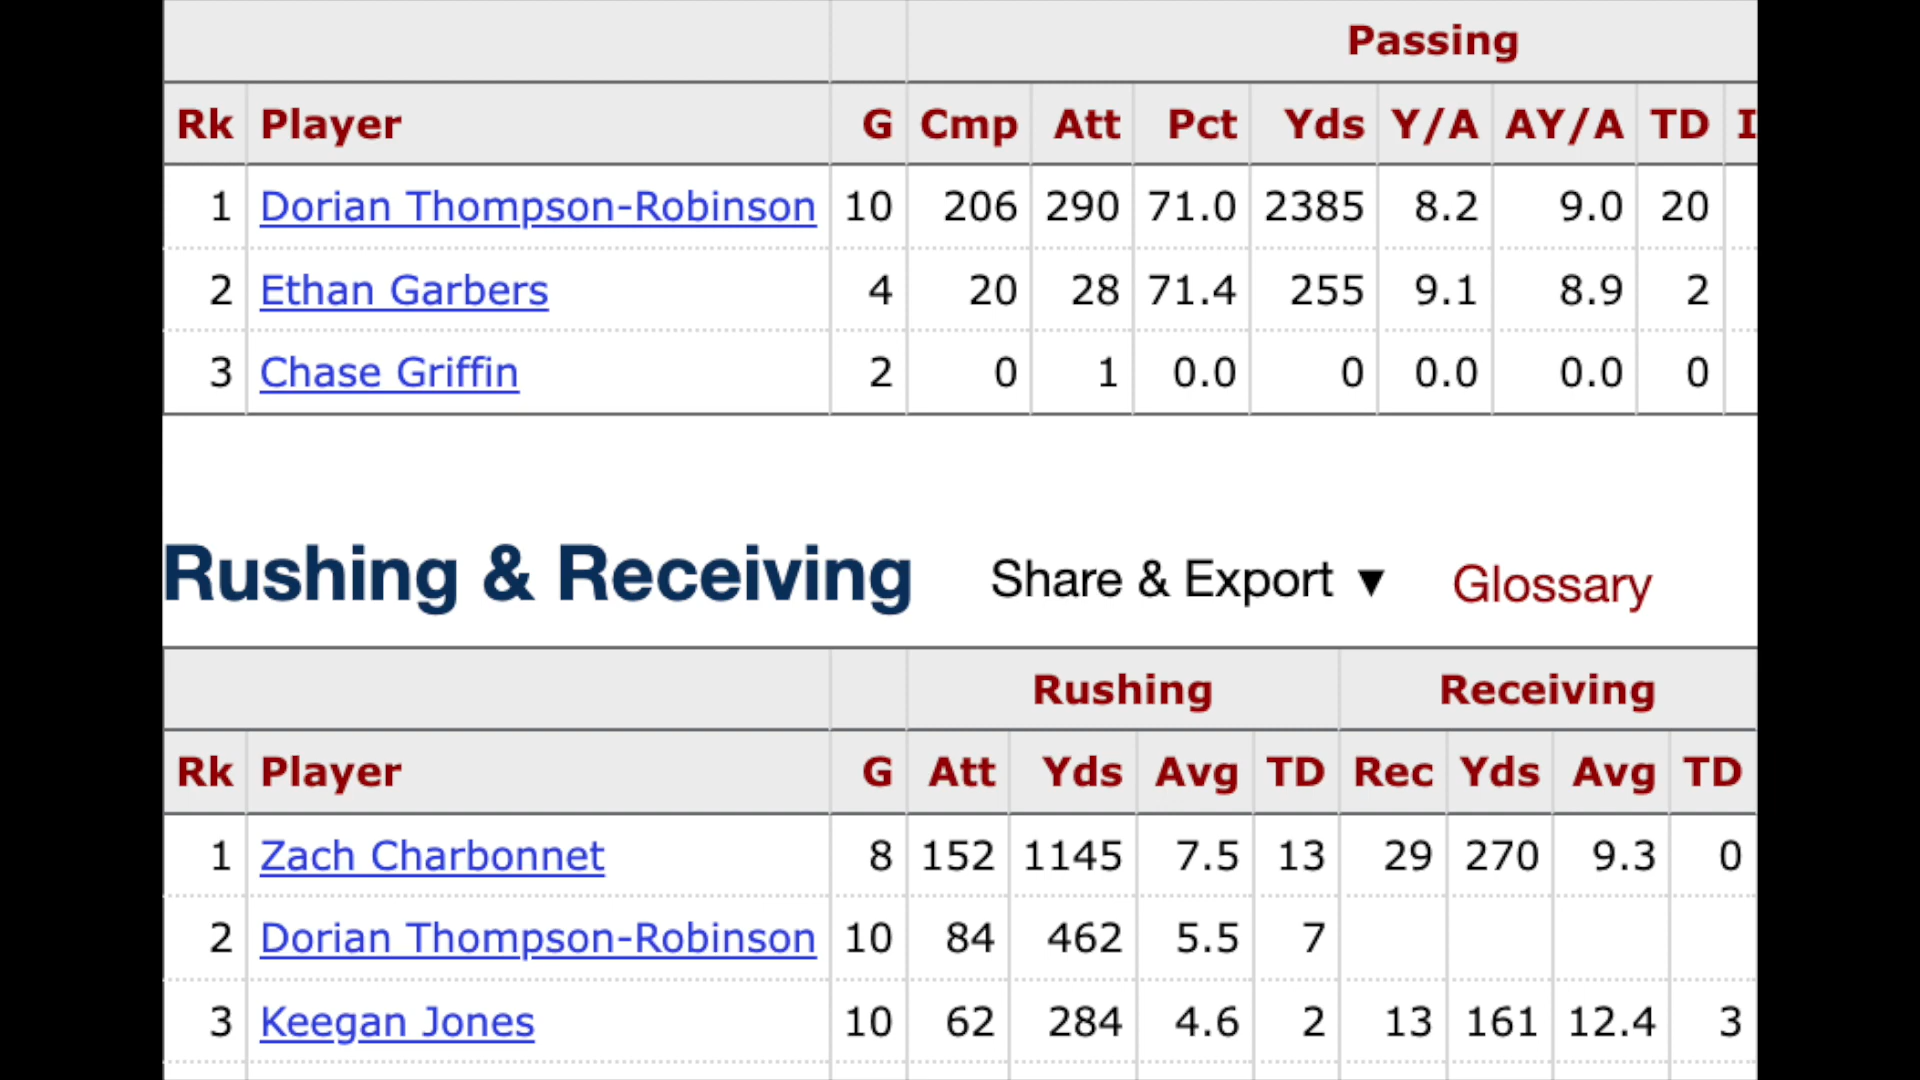 Passing
Rk Player G Cmp Att Pct Yds Y/A AY/A TD I
1 Dorian Thompson-Robinson 10 206 290 71.0 2385 8.2 9.0 20
2 Ethan Garbers 4 20 28 71.4 255 9.1 8.9 2
3 Chase Griffin 2 0 1 0.0 0 0.0 0.0 0
Rushing & Receiving Share & Export ▼ Glossary
Rushing Receiving
Rk Player G Att Yds Avg TD Rec Yds Avg TD
1 Zach Charbonnet 8 152 1145 7.5 13 29 270 9.3 0
2 Dorian Thompson-Robinson 10 84 462 5.5 7
3 Keegan Jones 10 62 284 4.6 2 13 161 12.4 3